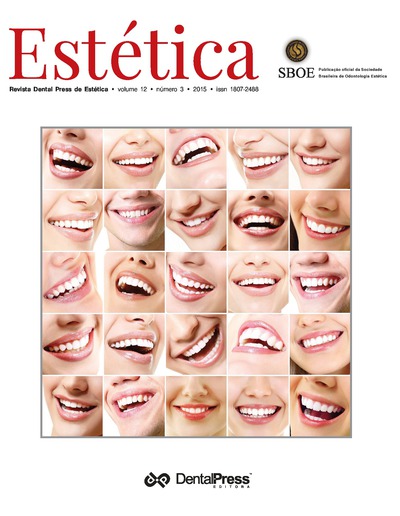 Estética
Revista Dental Press de Estética • volume 12 • número 3 • 2015 • issn 1807-2488
SBOE
Publicação oficial da Sociedade
Brasileira de Odontologia Estética
DentalPress™
EDITORA